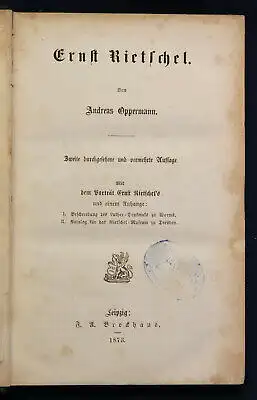 Ernst Rietschel.
Von
Andreas Oppermann.
Zweite durchgesehene und vermehrte Auflage
Mit
dem Porträt Ernst Rietschel's
und einem Anhange:
I. Beschreibung des Luther-Denkmals zu Worms.
II. Katalog für das Rietschel-Museum zu Dresden.
Leipzig:
F. A. Brockhaus.
1873.